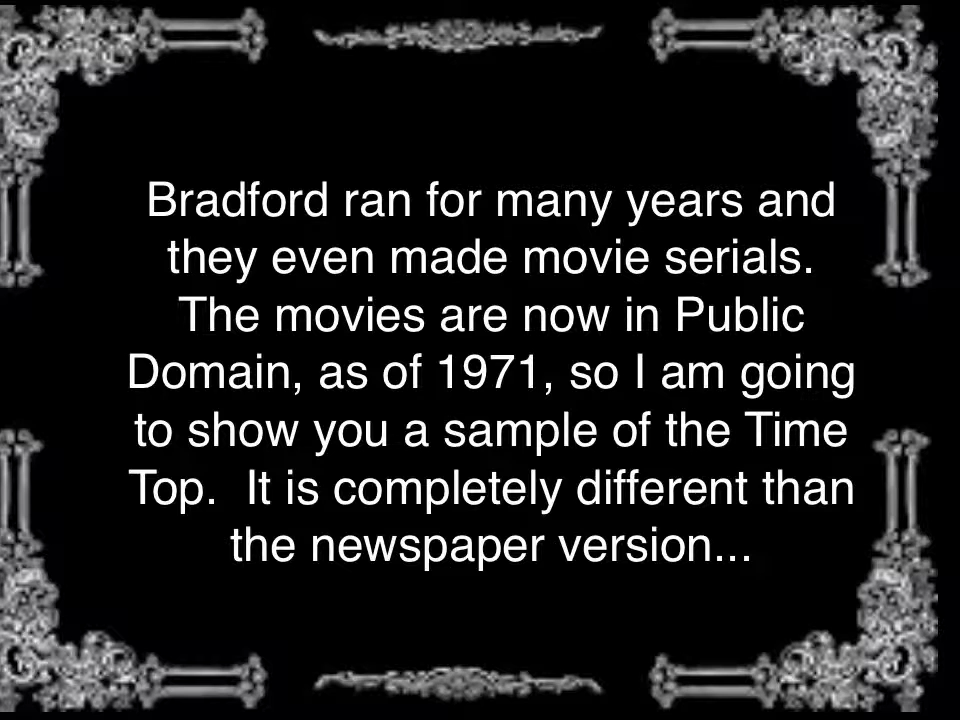 Bradford ran for many years and
they even made movie serials.
The movies are now in Public
Domain, as of 1971, so I am going
to show you a sample of the Time
Top.  It is completely different than
the newspaper version...